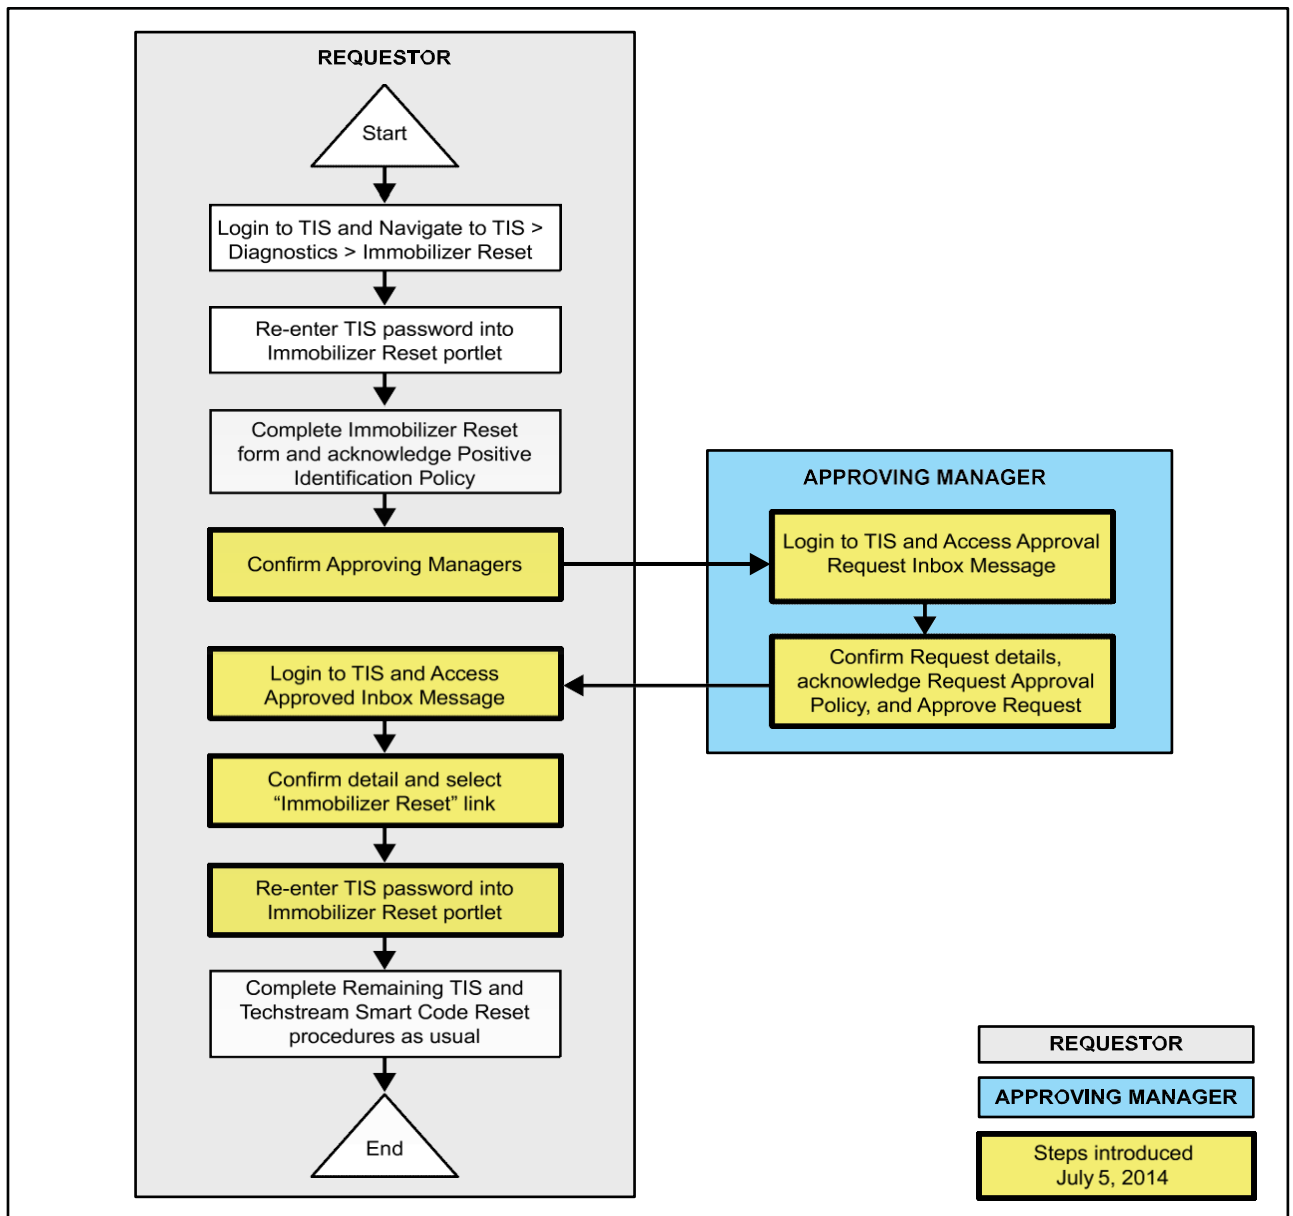 REQUESTOR
Start
Login to TIS and Navigate to TIS >
Diagnostics > Immobilizer Reset
Re-enter TIS password into
Immobilizer Reset portlet
Complete Immobilizer Reset
form and acknowledge Positive
Identification Policy
Confirm Approving Managers
APPROVING MANAGER
Login to TIS and Access Approval
Request Inbox Message
Confirm Request details,
acknowledge Request Approval
Policy, and Approve Request
Login to TIS and Access
Approved Inbox Message
Confirm detail and select
“Immobilizer Reset” link
Re-enter TIS password into
Immobilizer Reset portlet
Complete Remaining TIS and
Techstream Smart Code Reset
procedures as usual
End
REQUESTOR
APPROVING MANAGER
Steps introduced
July 5, 2014